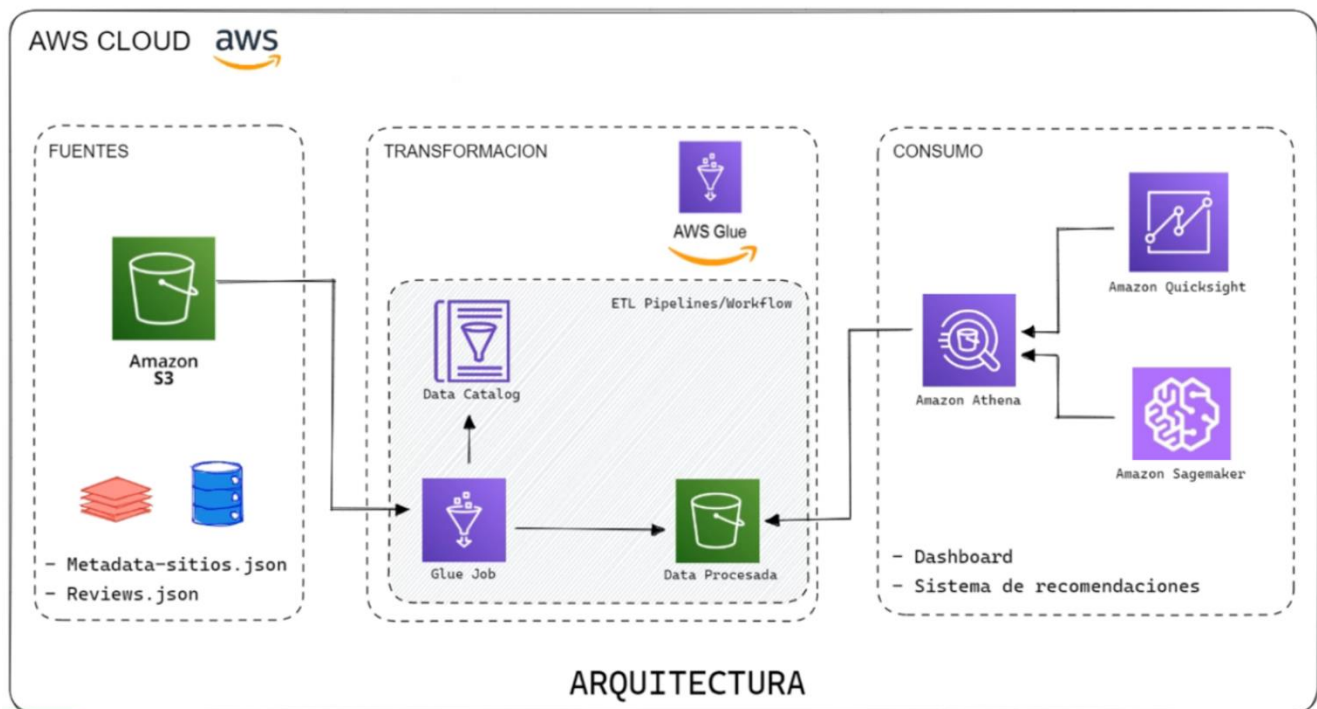 AWS CLOUD aws
FUENTES
Amazon
S3
- Metadata-sitios.json
- Reviews.json
TRANSFORMACION
AWS Glue
ETL Pipelines/Workflow
Data Catalog
Glue Job
Data Procesada
CONSUMO
Amazon Quicksight
Amazon Athena
Amazon Sagemaker
- Dashboard
- Sistema de recomendaciones
ARQUITECTURA